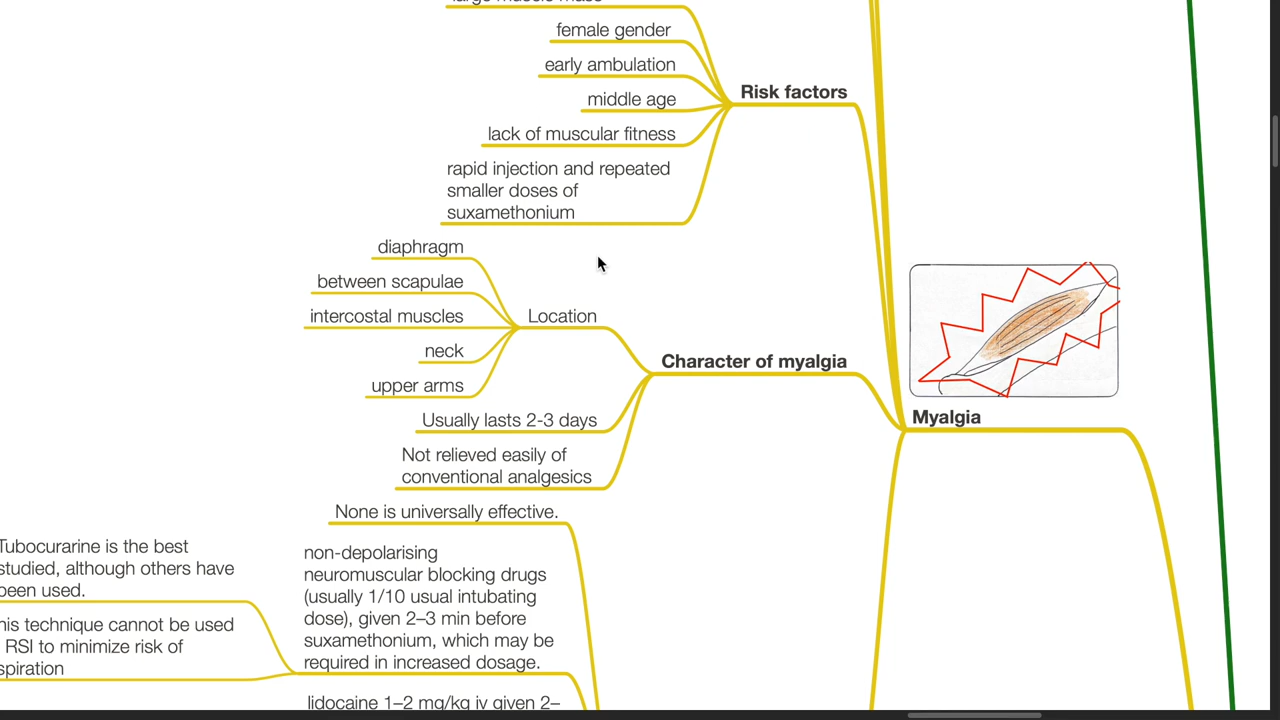 female gender
early ambulation
middle age
lack of muscular fitness
rapid injection and repeated
smaller doses of
suxamethonium
Risk factors
diaphragm
between scapulae
intercostal muscles
neck
upper arms
Location
Usually lasts 2-3 days
Not relieved easily of
conventional analgesics
Character of myalgia
Myalgia
None is universally effective.
non-depolarising
neuromuscular blocking drugs
(usually 1/10 usual intubating
dose), given 2–3 min before
suxamethonium, which may be
required in increased dosage.
Tubocurarine is the best
studied, although others have
been used.
technique cannot be used
RSI to minimize risk of
lidocaine 1–2 mg/kg iv given 2–